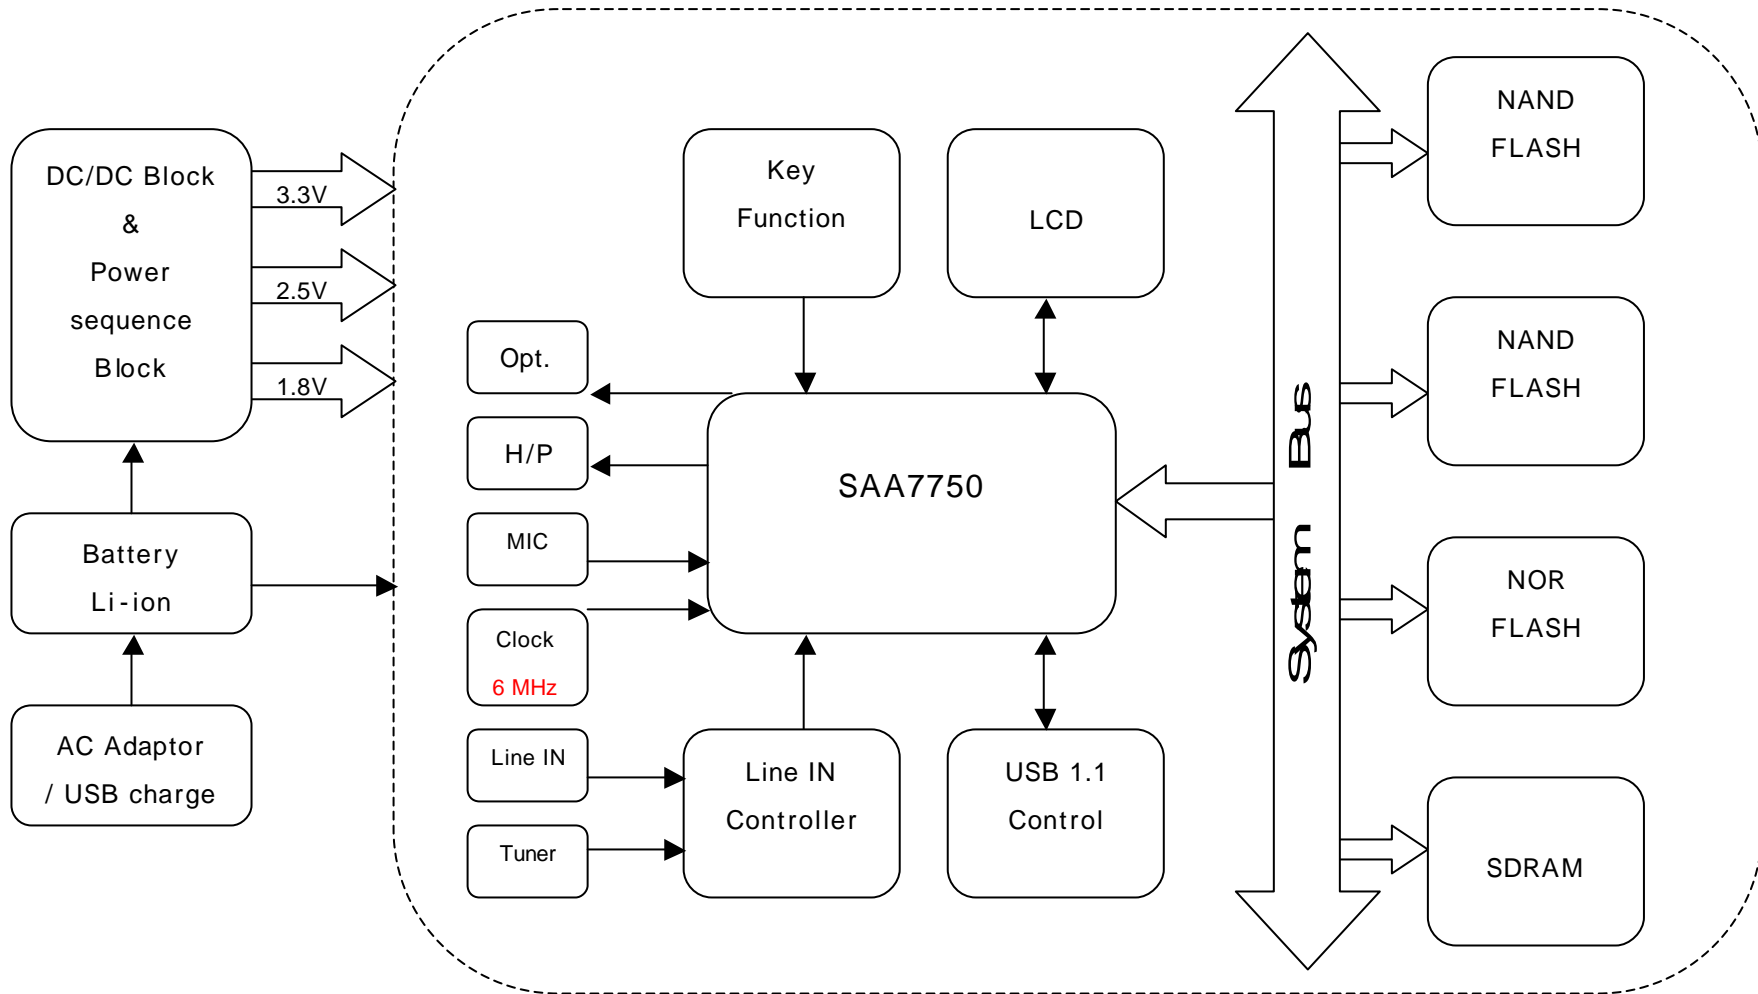 DC/DC Block
&
Power
sequence
Block
3.3V
2.5V
1.8V
Battery
Li-ion
AC Adaptor
/ USB charge
Key
Function
LCD
Opt.
H/P
MIC
Clock
6 MHz
Line IN
Tuner
SAA7750
Line IN
Controller
USB 1.1
Control
System Bus
NAND
FLASH
NAND
FLASH
NOR
FLASH
SDRAM